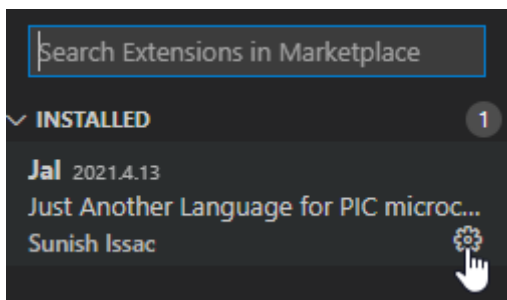 Search Extensions in Marketplace
INSTALLED 1
Jal 2021.4.13
Just Another Language for PIC microc...
Sunish Issac